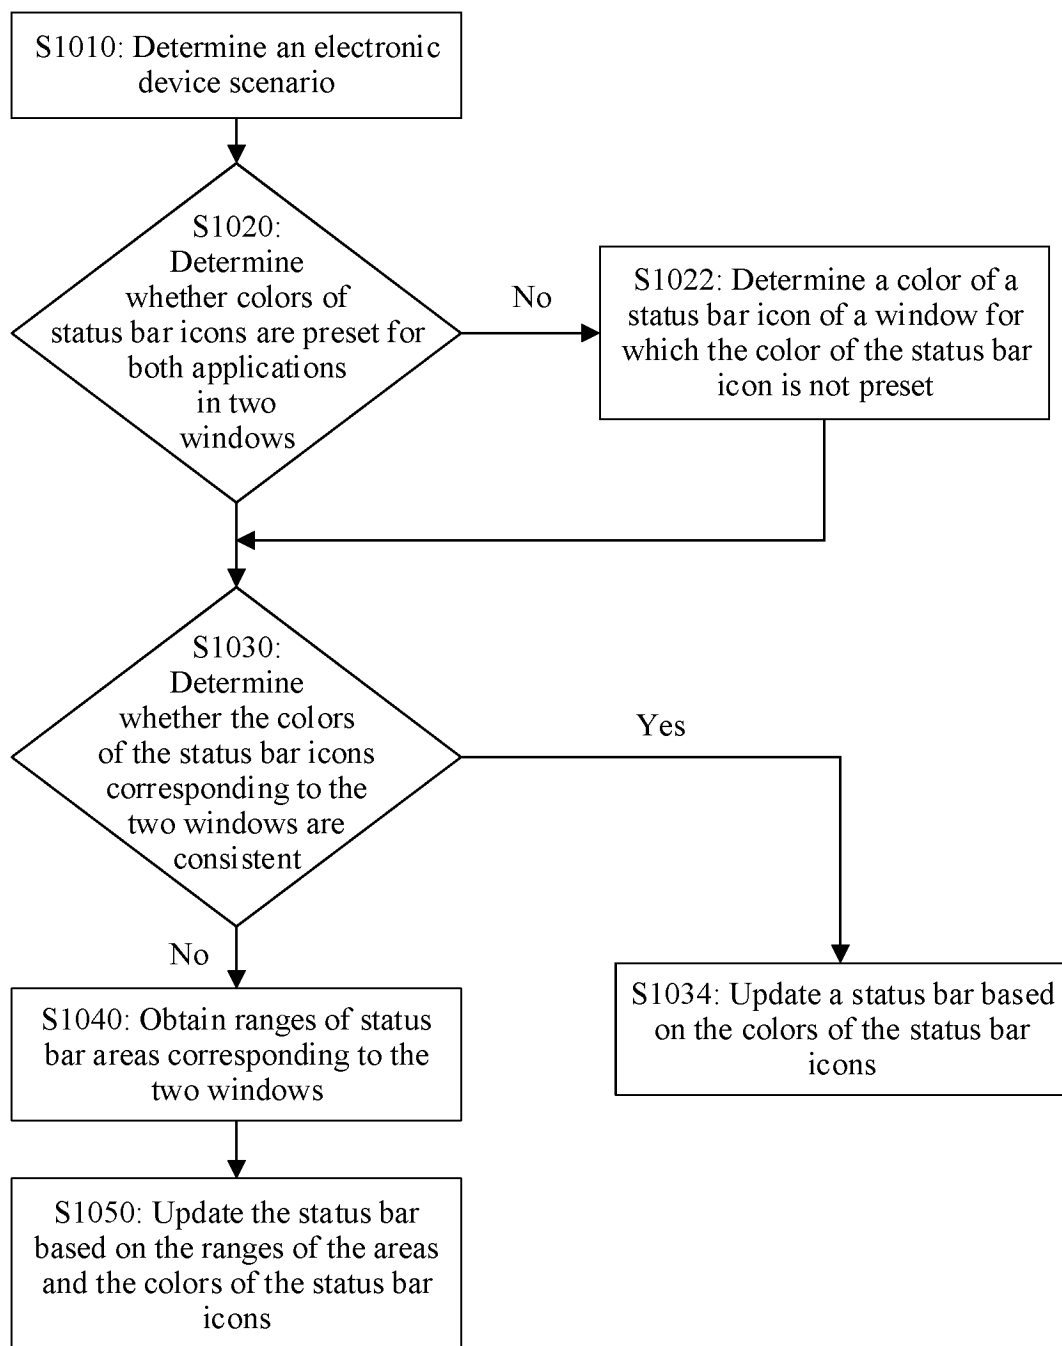 S1010: Determine an electronic
device scenario
S1020:
Determine
whether colors of
status bar icons are preset for
both applications
in two
windows
No
S1022: Determine a color of a
status bar icon of a window for
which the color of the status bar
icon is not preset
S1030:
Determine
whether the colors
of the status bar icons
corresponding to the
two windows are
consistent
Yes
No
S1040: Obtain ranges of status
bar areas corresponding to the
two windows
S1034: Update a status bar based
on the colors of the status bar
icons
S1050: Update the status bar
based on the ranges of the areas
and the colors of the status bar
icons